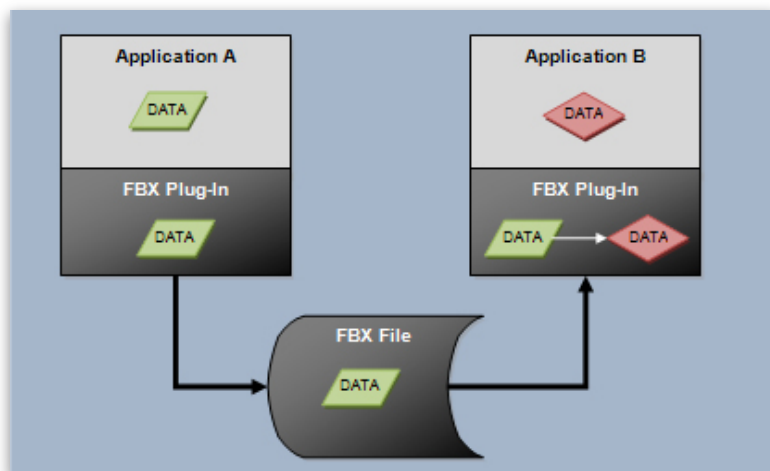 Application A
DATA
FBX Plug-In
DATA
Application B
DATA
FBX Plug-In
DATA DATA
FBX File
DATA